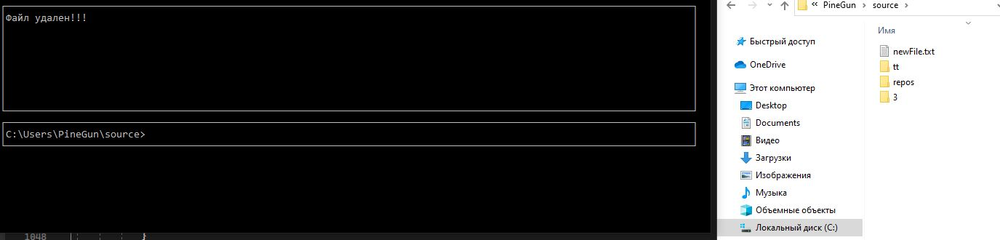 Файл удален!!!
C:\Users\PineGun\source>
1048 }
« PineGun > source >
Имя
Быстрый доступ
newFile.txt
OneDrive
tt
repos
Этот компьютер
3
Desktop
Documents
Видео
Загрузки
Изображения
Музыка
Объемные объекты
Локальный диск (C:)